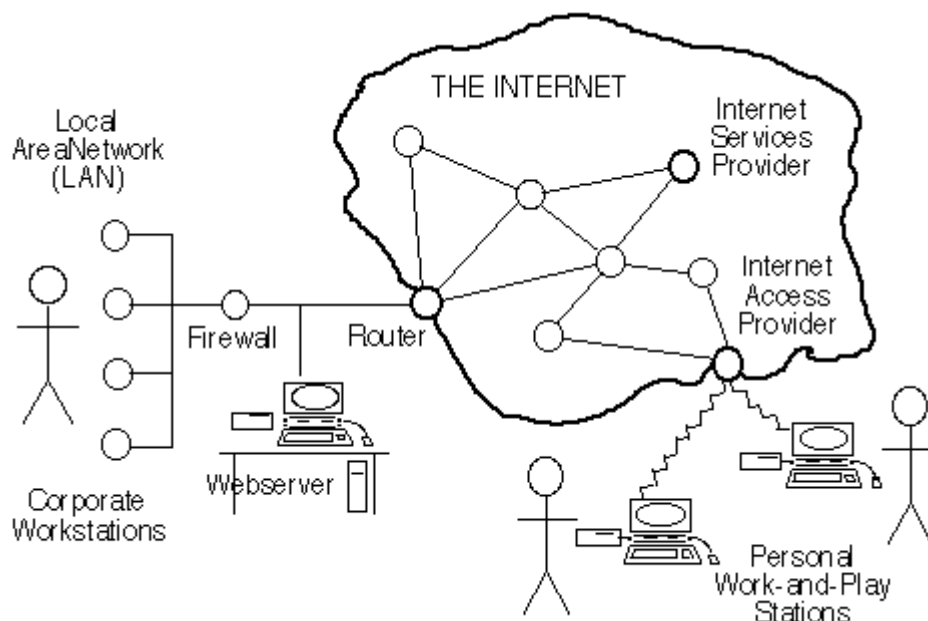 THE INTERNET
Local
AreaNetwork
(LAN)
Internet
Services
Provider
Internet
Access
Provider
Firewall
Router
Webserver
Corporate
Workstations
Personal
Work-and-Play
Stations